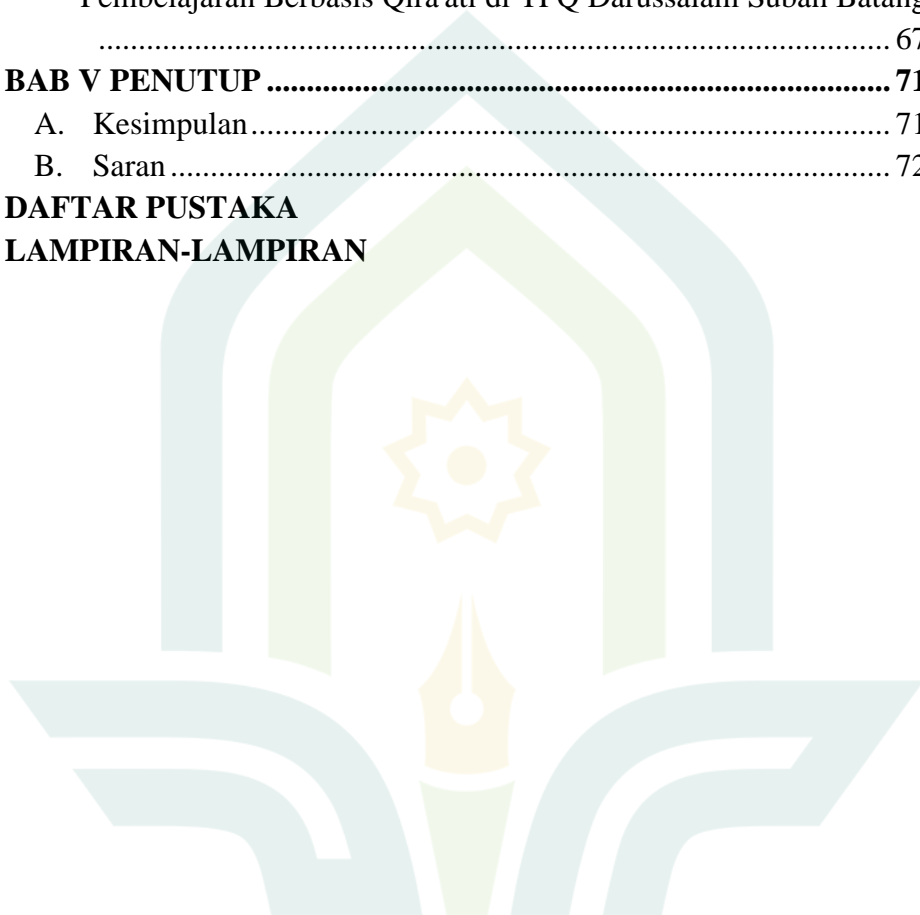 Pembelajaran Berbasis Qira'ati di TPQ Darussalam Subah Batang
........................................................................................ 67
BAB V PENUTUP ..................................................................... 71
A. Kesimpulan ....................................................................... 71
B. Saran ................................................................................ 72
DAFTAR PUSTAKA
LAMPIRAN-LAMPIRAN